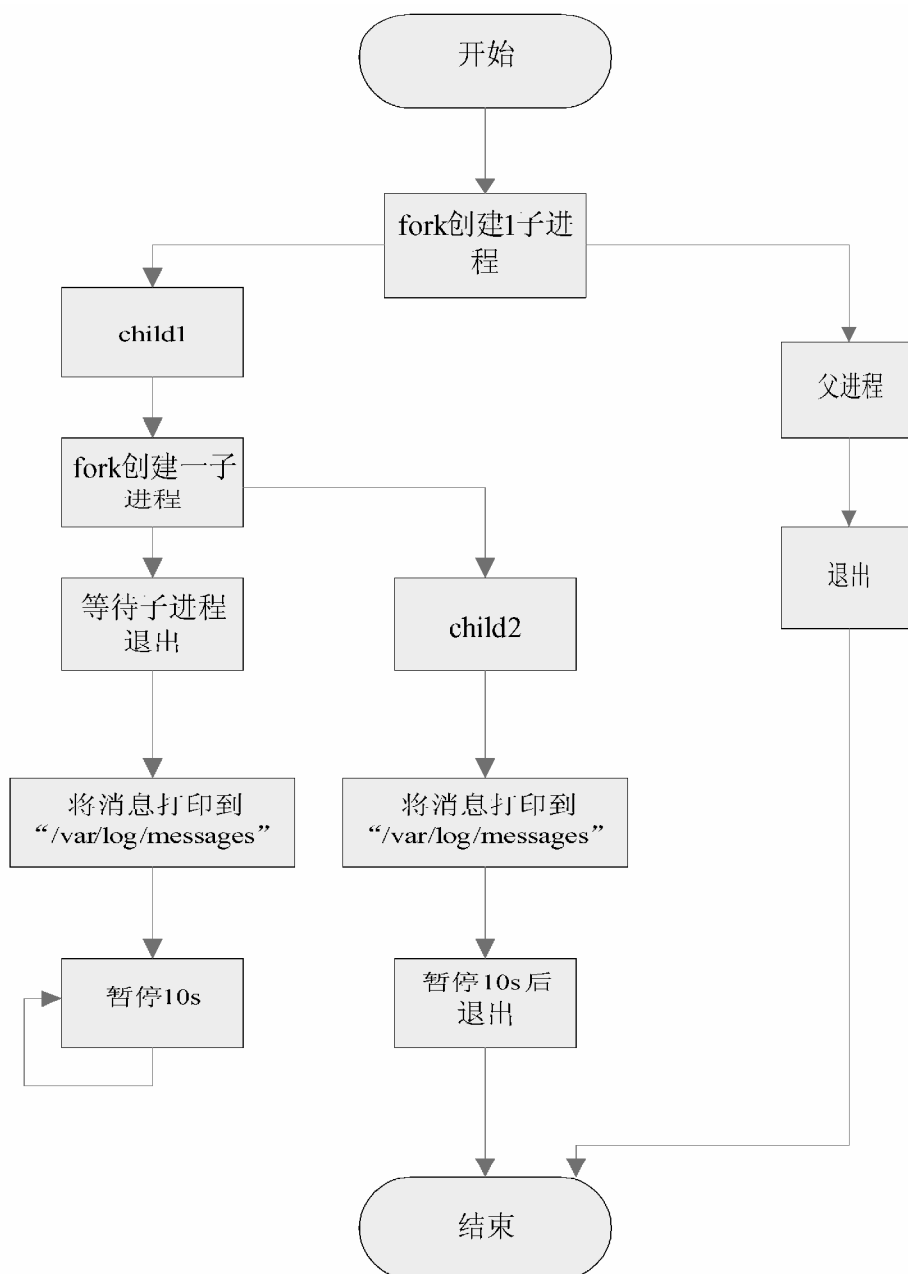 开始
fork创建1子进
程
child1
父进程
fork创建一子
进程
退出
等待子进程
退出
child2
将消息打印到
“/var/log/messages”
将消息打印到
“/var/log/messages”
暂停10s
暂停10s后
退出
结束